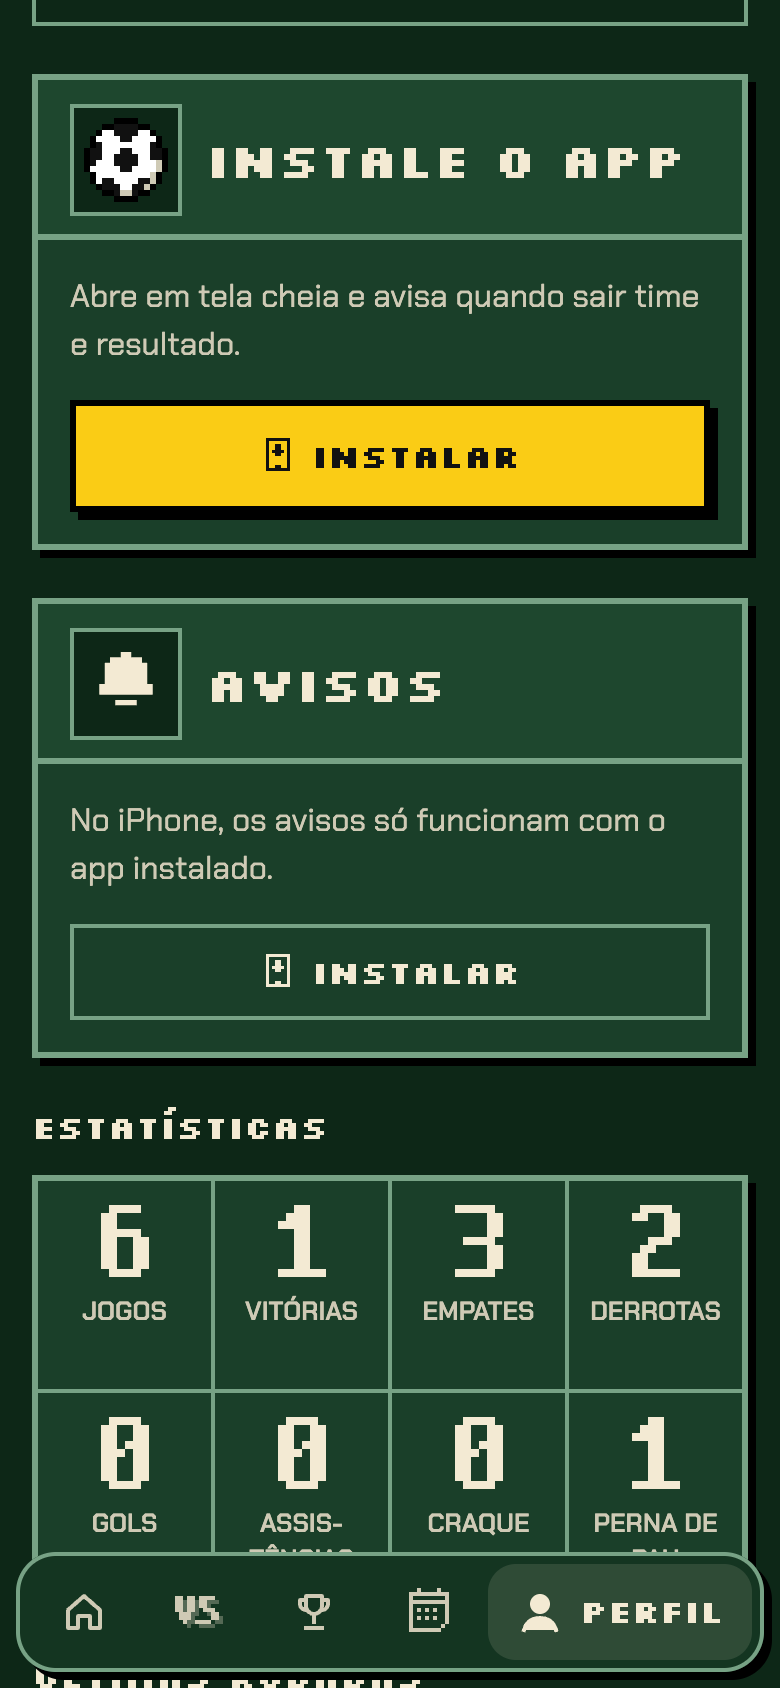 INSTALE O APP
Abre em tela cheia e avisa quando sair time
e resultado.
INSTALAR
AVISOS
No iPhone, os avisos só funcionam com o
app instalado.
INSTALAR
ESTATÍSTICAS
6 1 3 2
JOGOS VITÓRIAS EMPATES DERROTAS
0 0 0 1
GOLS ASSIS- CRAQUE PERNA DE
VS PERFIL